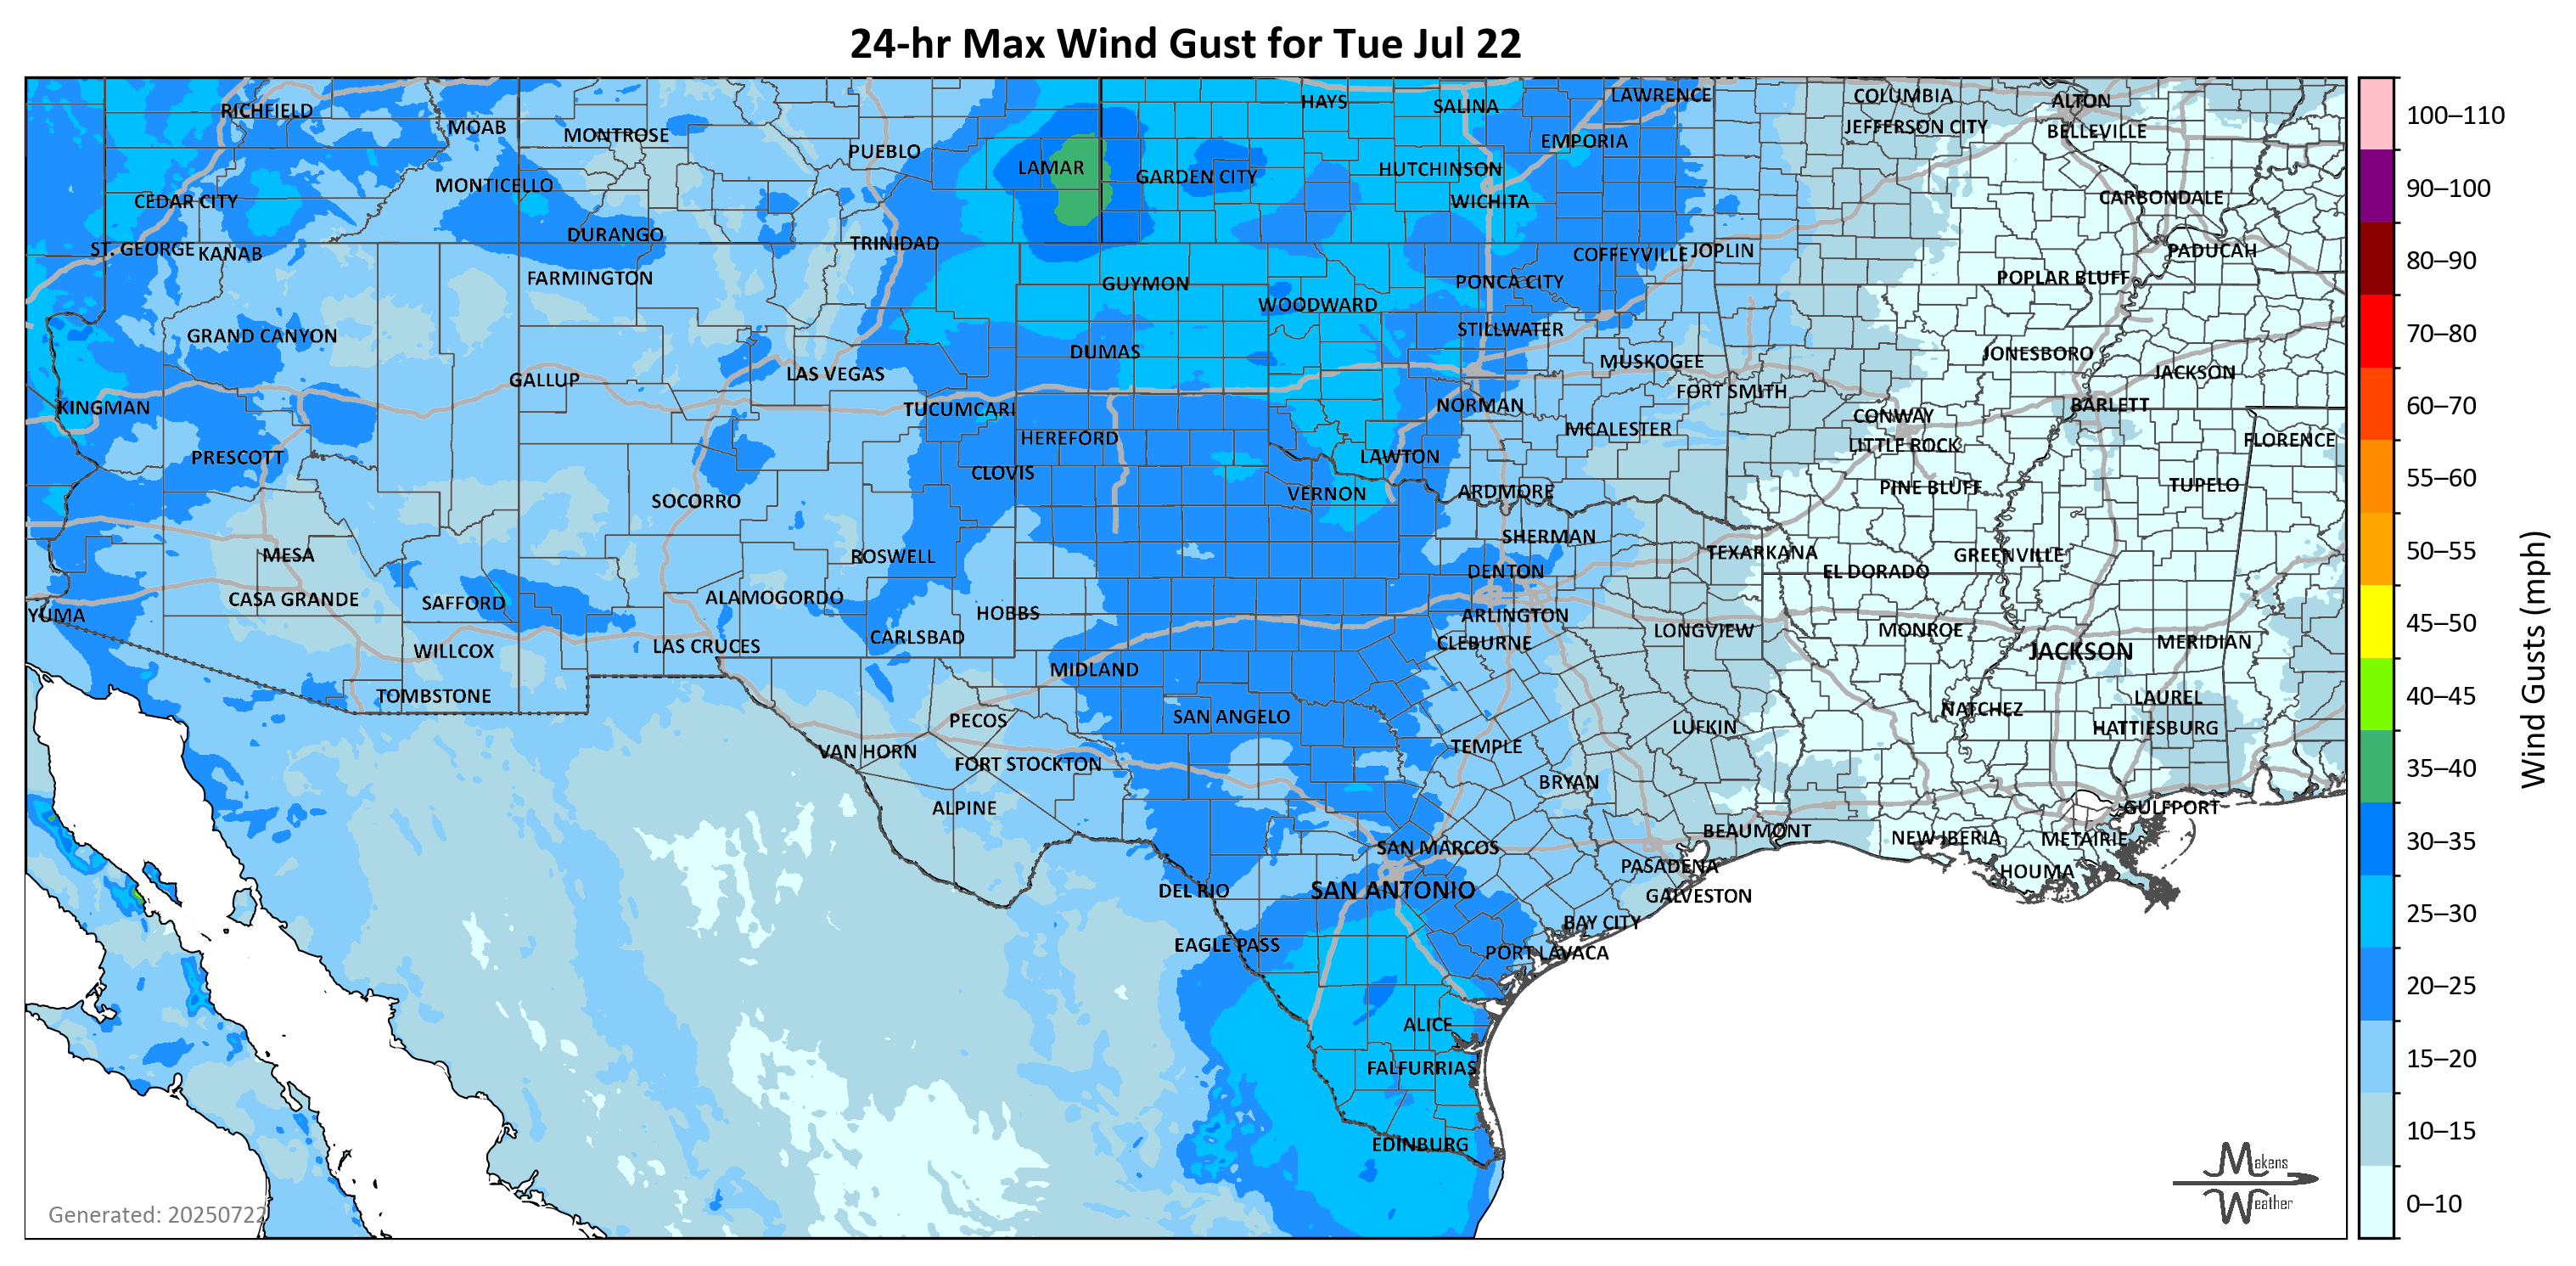 24-hr Max Wind Gust for Tue Jul 22
RICHFIELD
MOAB
MONTROSE
PUEBLO
LAMAR
GARDEN CITY
HAYS
SALINA
HUTCHINSON
WICHITA
EMPORIA
LAWRENCE
COLUMBIA
JEFFERSON CITY
ALTON
BELLEVILLE
CARBONDALE
PADUCAH
CEDAR CITY
MONTICELLO
ST. GEORGE
KANAB
DURANGO
FARMINGTON
TRINIDAD
GUYMON
WOODWARD
PONCA CITY
COFFEYVILLE
JOPLIN
POPLAR BLUFF
GRAND CANYON
GALLUP
LAS VEGAS
DUMAS
STILLWATER
MUSKOGEE
FORT SMITH
JONESBORO
JACKSON
KINGMAN
TUCUMCARI
HEREFORD
NORMAN
MCALESTER
CONWAY
LITTLE ROCK
BARLETT
FLORENCE
PRESCOTT
SOCORRO
CLOVIS
LAWTON
VERNON
ARDMORE
PINE BLUFF
TUPELO
MESA
ROSWELL
SHERMAN
DENTON
TEXARKANA
EL DORADO
GREENVILLE
YUMA
CASA GRANDE
SAFFORD
ALAMOGORDO
HOBBS
ARLINGTON
CLEBURNE
LONGVIEW
MONROE
JACKSON
MERIDIAN
WILLCOX
LAS CRUCES
CARLSBAD
MIDLAND
TOMBSTONE
PECOS
SAN ANGELO
TEMPLE
LUFKIN
NATCHEZ
LAUREL
HATTIESBURG
VAN HORN
FORT STOCKTON
BRYAN
ALPINE
SAN MARCOS
BEAUMONT
NEW IBERIA
METAIRIE
GULFPORT
HOUMA
DEL RIO
SAN ANTONIO
PASADENA
GALVESTON
EAGLE PASS
BAY CITY
PORT LAVACA
ALICE
FALFURRIAS
EDINBURG
Generated: 20250722
Makens
Weather
100–110
90–100
80–90
70–80
60–70
55–60
50–55
45–50
40–45
35–40
30–35
25–30
20–25
15–20
10–15
0–10
Wind Gusts (mph)